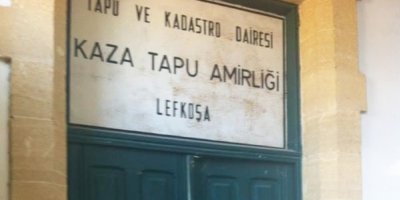 TAPU VE KADASTRO DAİRESİ
KAZA TAPU AMİRLİĞİ
LEFKOŞA